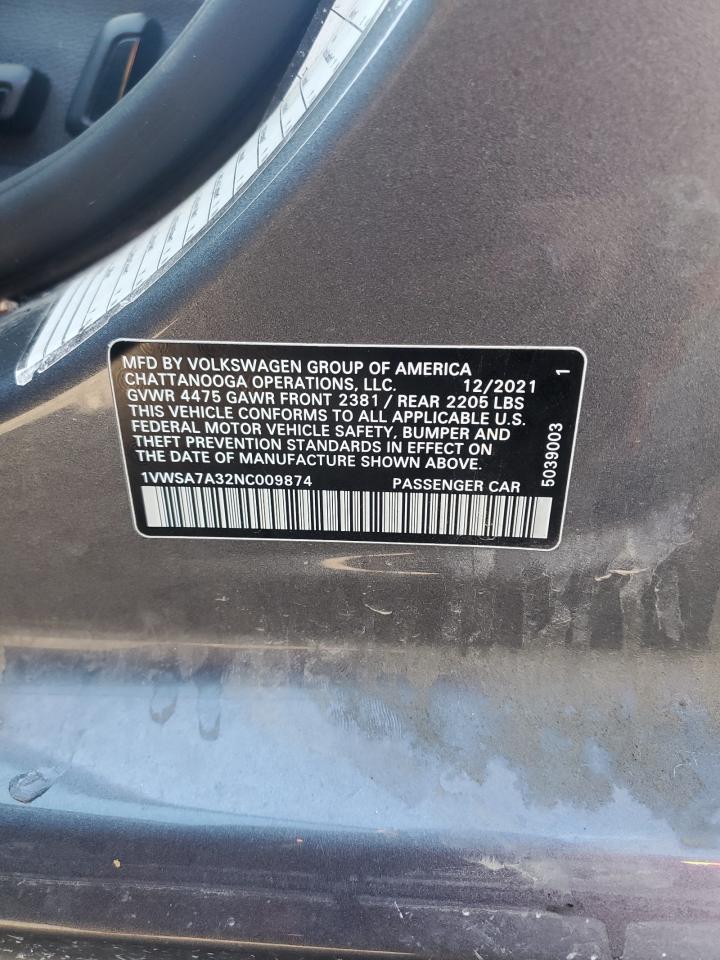 MFD BY VOLKSWAGEN GROUP OF AMERICA
CHATTANOOGA OPERATIONS, LLC. 12/2021
GVWR 4475 GAWR FRONT 2381 / REAR 2205 LBS
THIS VEHICLE CONFORMS TO ALL APPLICABLE U.S.
FEDERAL MOTOR VEHICLE SAFETY, BUMPER AND
THEFT PREVENTION STANDARDS IN EFFECT ON
THE DATE OF MANUFACTURE SHOWN ABOVE.
1VWSA7A32NC009874 PASSENGER CAR
5039003 1